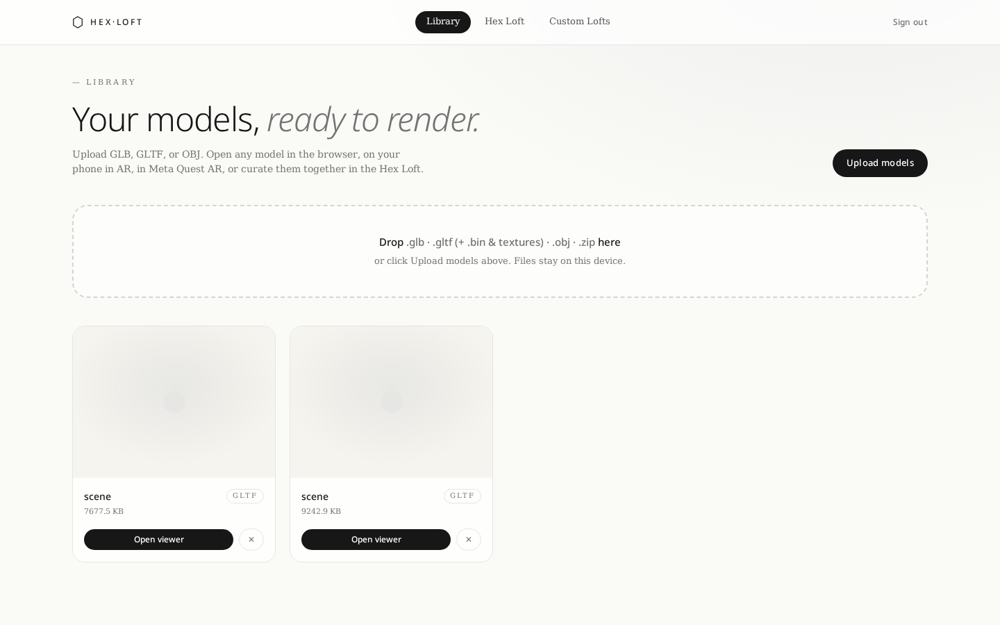 HEX·LOFT
Library
Hex Loft
Custom Lofts
Sign out
— LIBRARY
Your models, ready to render.
Upload GLB, GLTF, or OBJ. Open any model in the browser, on your
phone in AR, in Meta Quest AR, or curate them together in the Hex Loft.
Upload models
Drop .glb · .gltf (+ .bin & textures) · .obj · .zip here
or click Upload models above. Files stay on this device.
scene
GLTF
7677.5 KB
Open viewer
✕
scene
GLTF
9242.9 KB
Open viewer
✕